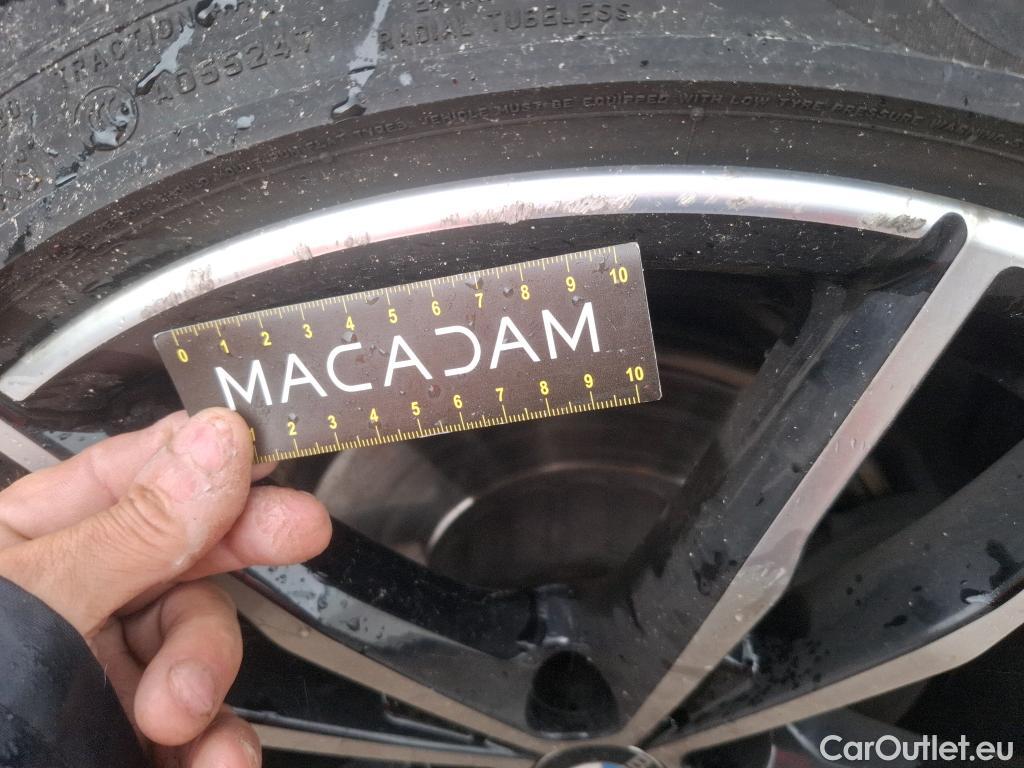 TRACTION
RADIAL TUBELESS
A055247
VEHICLE MUST BE EQUIPPED WITH LOW TYRE PRESSURE WARNING
0 1 2 3 4 5 6 7 8 9 10
MACADAM
1 2 3 4 5 6 7 8 9 10
CarOutlet.eu